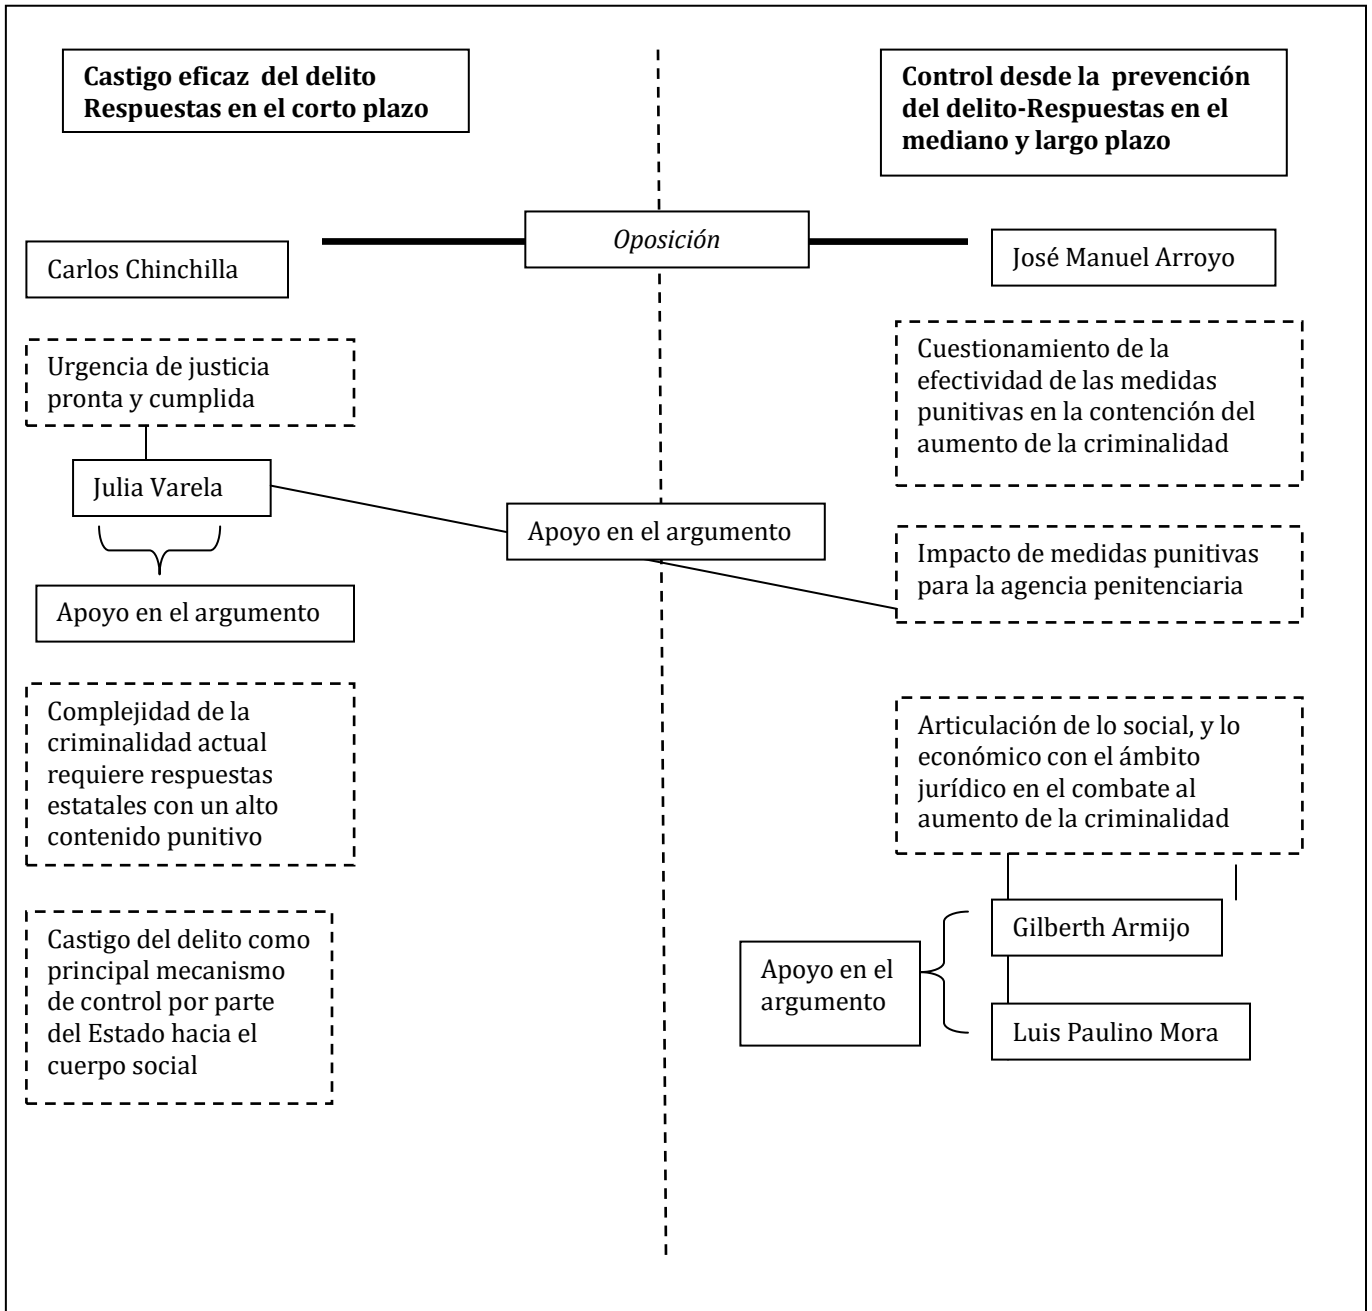 Castigo eficaz  del delito
Respuestas en el corto plazo
Control desde la  prevención
del delito-Respuestas en el
mediano y largo plazo
Oposición
Carlos Chinchilla
José Manuel Arroyo
Urgencia de justicia
pronta y cumplida
Cuestionamiento de la
efectividad de las medidas
punitivas en la contención del
aumento de la criminalidad
Julia Varela
Apoyo en el argumento
Impacto de medidas punitivas
para la agencia penitenciaria
Apoyo en el argumento
Complejidad de la
criminalidad actual
requiere respuestas
estatales con un alto
contenido punitivo
Articulación de lo social, y lo
económico con el ámbito
jurídico en el combate al
aumento de la criminalidad
Castigo del delito como
principal mecanismo
de control por parte
del Estado hacia el
cuerpo social
Gilberth Armijo
Apoyo en el
argumento
Luis Paulino Mora